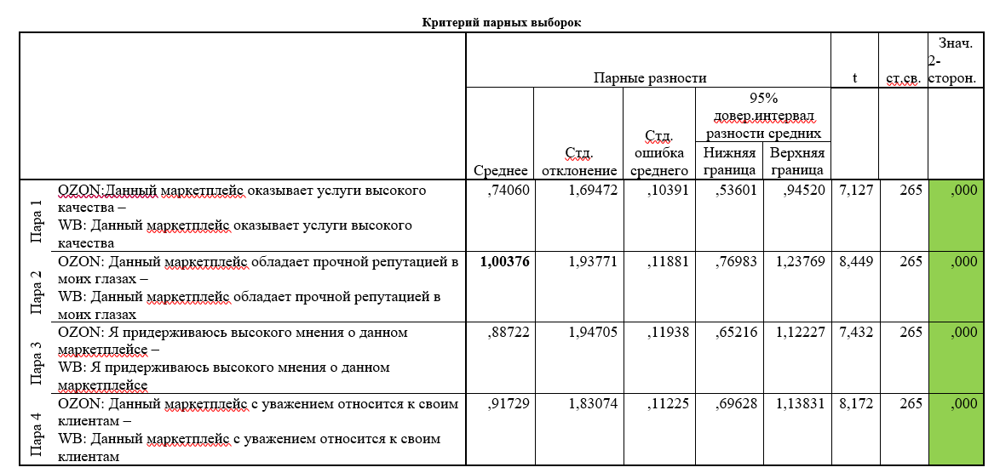 Критерий парных выборок
Парные разности
t
ст.св.
Знач.
2-
сторон.
Среднее
Стд.
отклонение
Стд.
ошибка
среднего
95%
довер.интервал
разности средних
Нижняя
граница
Верхняя
граница
Пара 1
OZON:Данный маркетплейс оказывает услуги высокого
качества –
WB: Данный маркетплейс оказывает услуги высокого
качества
,74060 1,69472 ,10391 ,53601 ,94520 7,127 265 ,000
Пара 2
OZON: Данный маркетплейс обладает прочной репутацией в
моих глазах –
WB: Данный маркетплейс обладает прочной репутацией в
моих глазах
1,00376 1,93771 ,11881 ,76983 1,23769 8,449 265 ,000
Пара 3
OZON: Я придерживаюсь высокого мнения о данном
маркетплейсе –
WB: Я придерживаюсь высокого мнения о данном
маркетплейсе
,88722 1,94705 ,11938 ,65216 1,12227 7,432 265 ,000
Пара 4
OZON: Данный маркетплейс с уважением относится к своим
клиентам –
WB: Данный маркетплейс с уважением относится к своим
клиентам
,91729 1,83074 ,11225 ,69628 1,13831 8,172 265 ,000